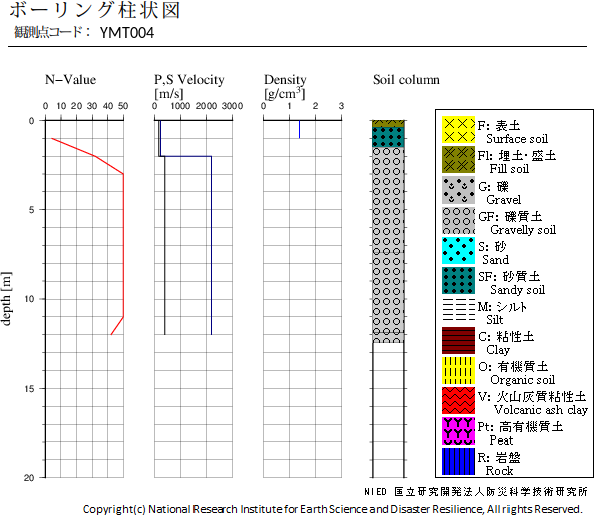 ボーリング柱状図
観測点コード： YMT004
N−Value
P,S Velocity
[m/s]
Density
[g/cm³]
Soil column
0 10 20 30 40 50
0 1000 2000 3000
0 1 2 3
0
5
10
15
20
depth [m]
F: 表土
Surface soil
Fl: 埋土・盛土
Fill soil
G: 礫
Gravel
GF: 礫質土
Gravelly soil
S: 砂
Sand
SF: 砂質土
Sandy soil
M: シルト
Silt
C: 粘性土
Clay
O: 有機質土
Organic soil
V: 火山灰質粘性土
Volcanic ash clay
Pt: 高有機質土
Peat
R: 岩盤
Rock
NIED 国立研究開発法人防災科学技術研究所
Copyright(c) National Research Institute for Earth Science and Disaster Resilience, All rights Reserved.